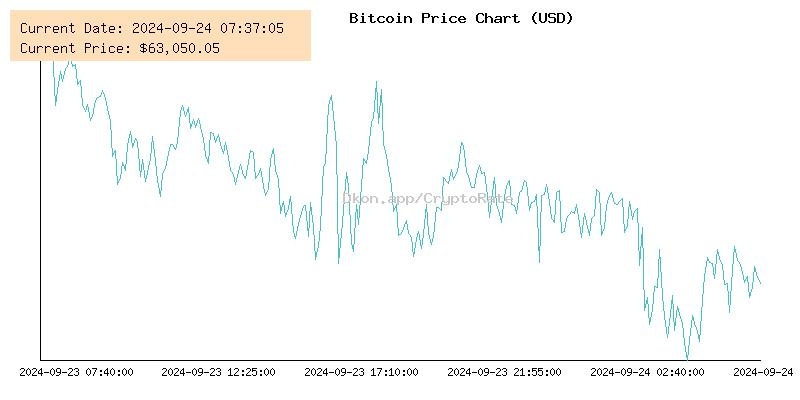 Bitcoin Price Chart (USD)
Current Date: 2024-09-24 07:37:05
Current Price: $63,050.05
Dkon.app/CryptoRate
2024-09-23 07:40:00 2024-09-23 12:25:00 2024-09-23 17:10:00 2024-09-23 21:55:00 2024-09-24 02:40:00 2024-09-24